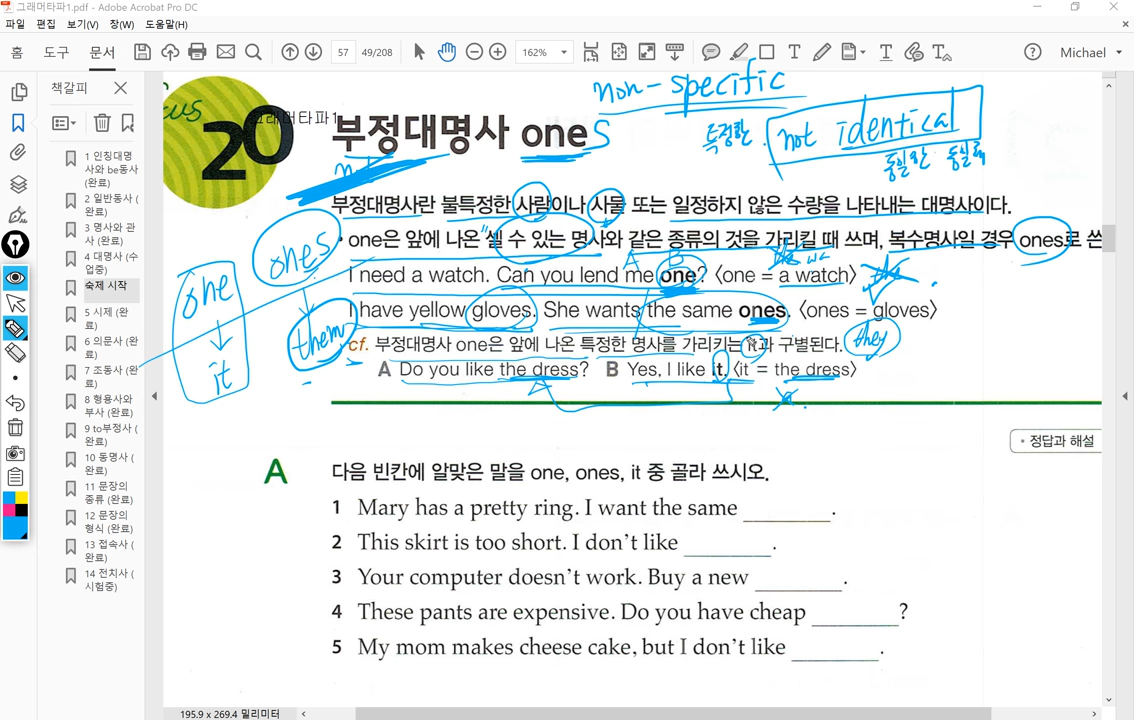 그래머타파1.pdf - Adobe Acrobat Pro DC
파일 편집 보기(V) 창(W) 도움말(H)
홈 도구 문서 57 49/208 162% Michael
책갈피
1 인칭대명
사와 be동사
(완료)
2 일반동사 (
완료)
3 명사와 관
사 (완료)
4 대명사 (수
업중)
숙제 시작
5 시제 (완
료)
6 의문사 (완
료)
7 조동사 (완
료)
8 형용사와
부사 (완료)
9 to부정사 (
완료)
10 동명사 (
완료)
11 문장의
종류 (완료)
12 문장의
형식 (완료)
13 접속사 (
완료)
14 전치사 (
시험중)
non-specific
cus
20
그래머타파1
부정대명사 ones
특정한
not identical
동일한
부정대명사란 불특정한 사람이나 사물 또는 일정하지 않은 수량을 나타내는 대명사이다.
• one은 앞에 나온 "셀 수 있는 명사와 같은 종류의 것을 가리킬 때 쓰며, 복수명사일 경우 ones로 쓴
A B
I need a watch. Can you lend me one? 〈one = a watch〉
I have yellow gloves. She wants the same ones. 〈ones = gloves〉
cf. 부정대명사 one은 앞에 나온 특정한 명사를 가리키는 it과 구별된다. they
A Do you like the dress? B Yes, I like it. 〈it = the dress〉
A
one
it
ones
them
• 정답과 해설
A 다음 빈칸에 알맞은 말을 one, ones, it 중 골라 쓰시오.
1 Mary has a pretty ring. I want the same ________.
2 This skirt is too short. I don't like ________.
3 Your computer doesn't work. Buy a new ________.
4 These pants are expensive. Do you have cheap ________?
5 My mom makes cheese cake, but I don't like ________.
195.9 x 269.4 밀리미터